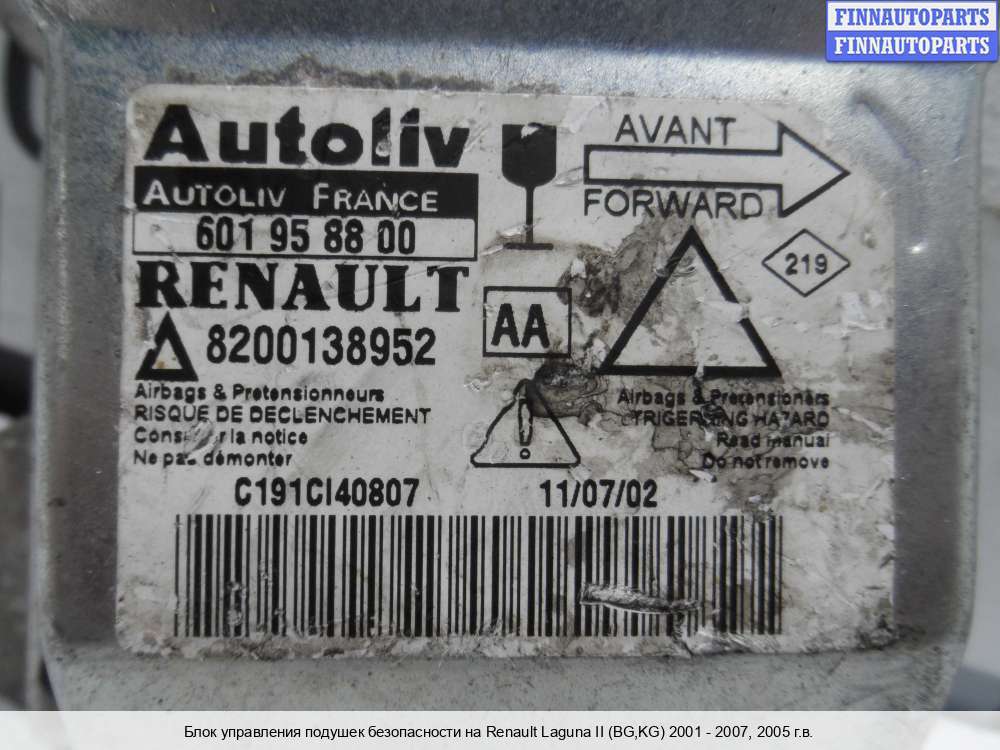 FINNAUTOPARTS
FINNAUTOPARTS
Autoliv
AUTOLIV FRANCE
601 95 88 00
RENAULT
8200138952
Airbags & Pretensionneurs
RISQUE DE DECLENCHEMENT
la notice
Ne pas démonter
AVANT
FORWARD
219
AA
Airbags & Pretensioners
HAZARD
Read manual
Do not remove
C191CI40807
11/07/02
Блок управления подушек безопасности на Renault Laguna II (BG,KG) 2001 - 2007, 2005 г.в.